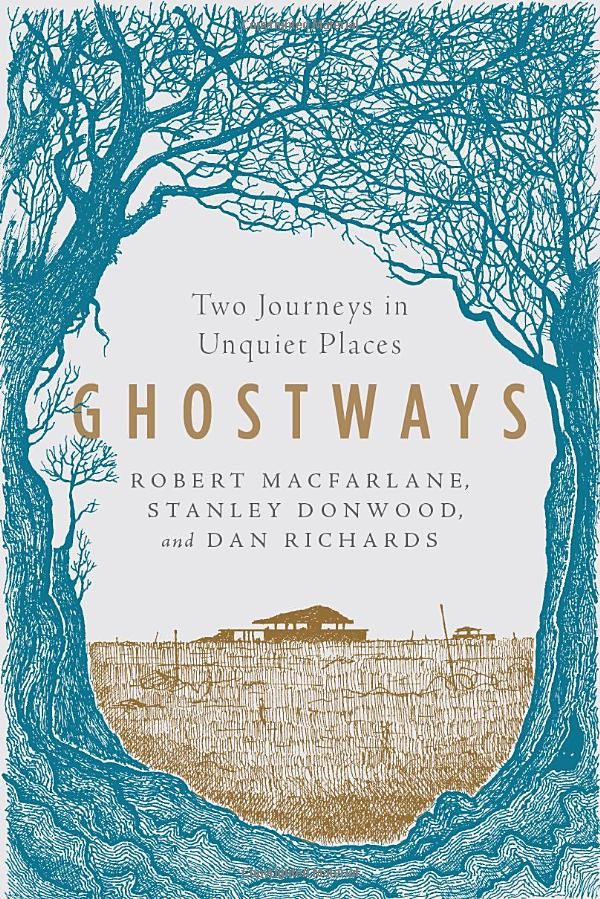 Two Journeys in
Unquiet Places
GHOSTWAYS
ROBERT MACFARLANE,
STANLEY DONWOOD,
and DAN RICHARDS